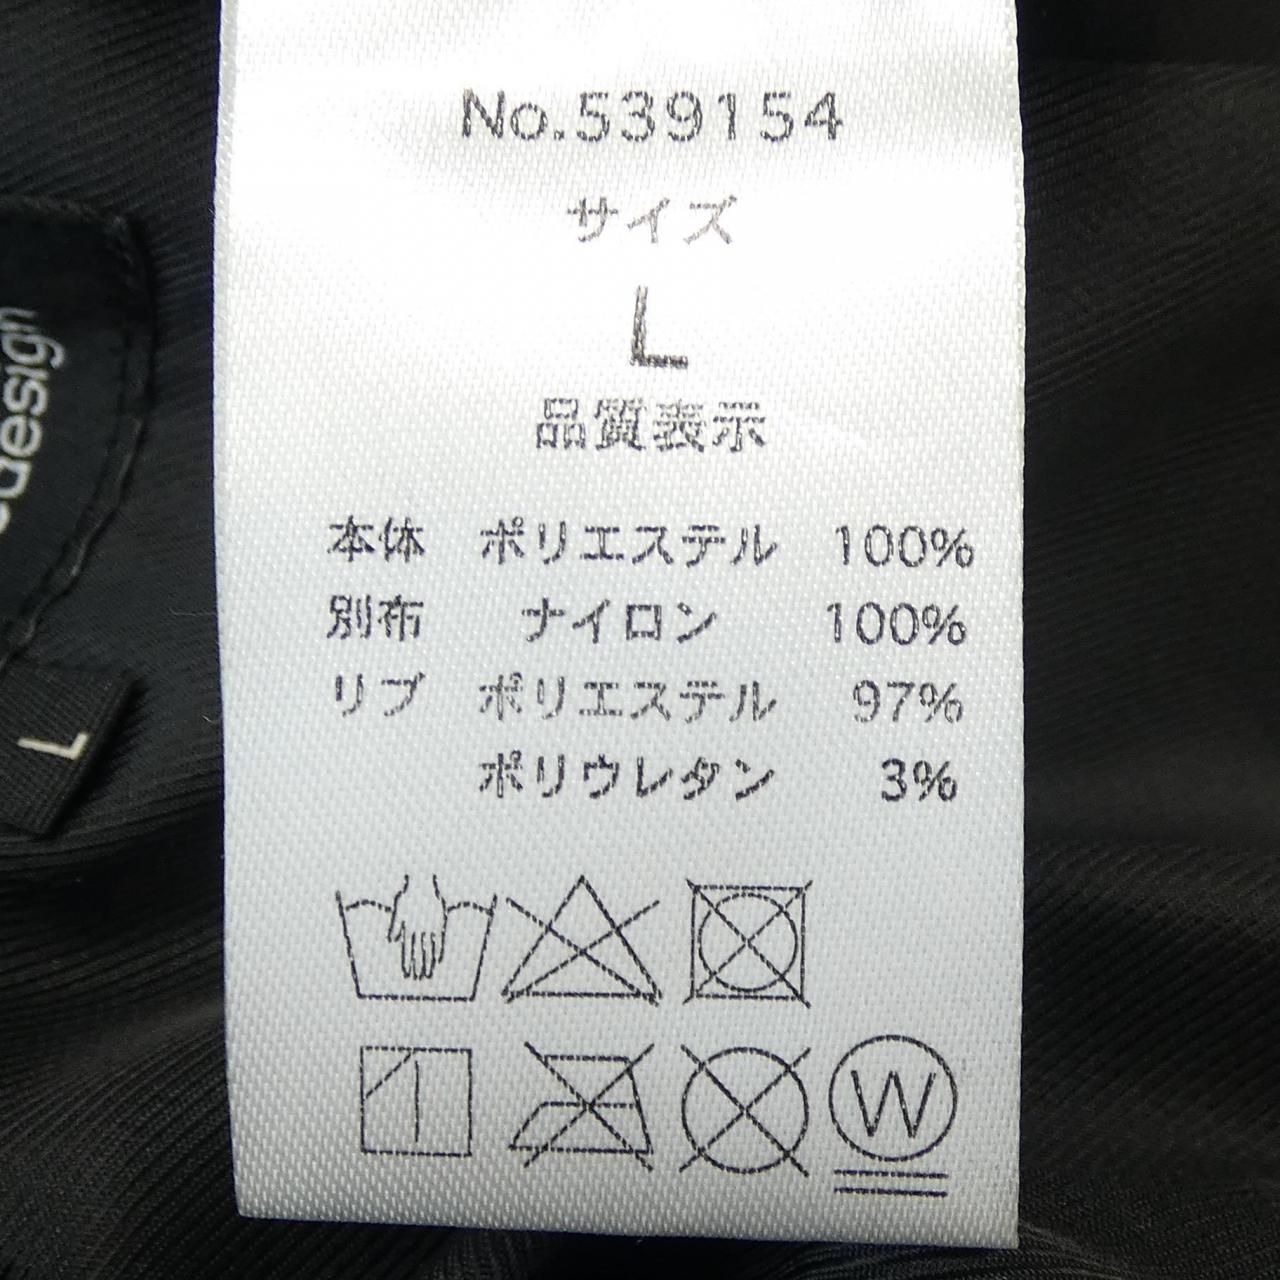 No.539154
サイズ
L
品質表示
本体 ポリエステル 100%
別布 ナイロン 100%
リブ ポリエステル 97%
ポリウレタン 3%
W
design
L